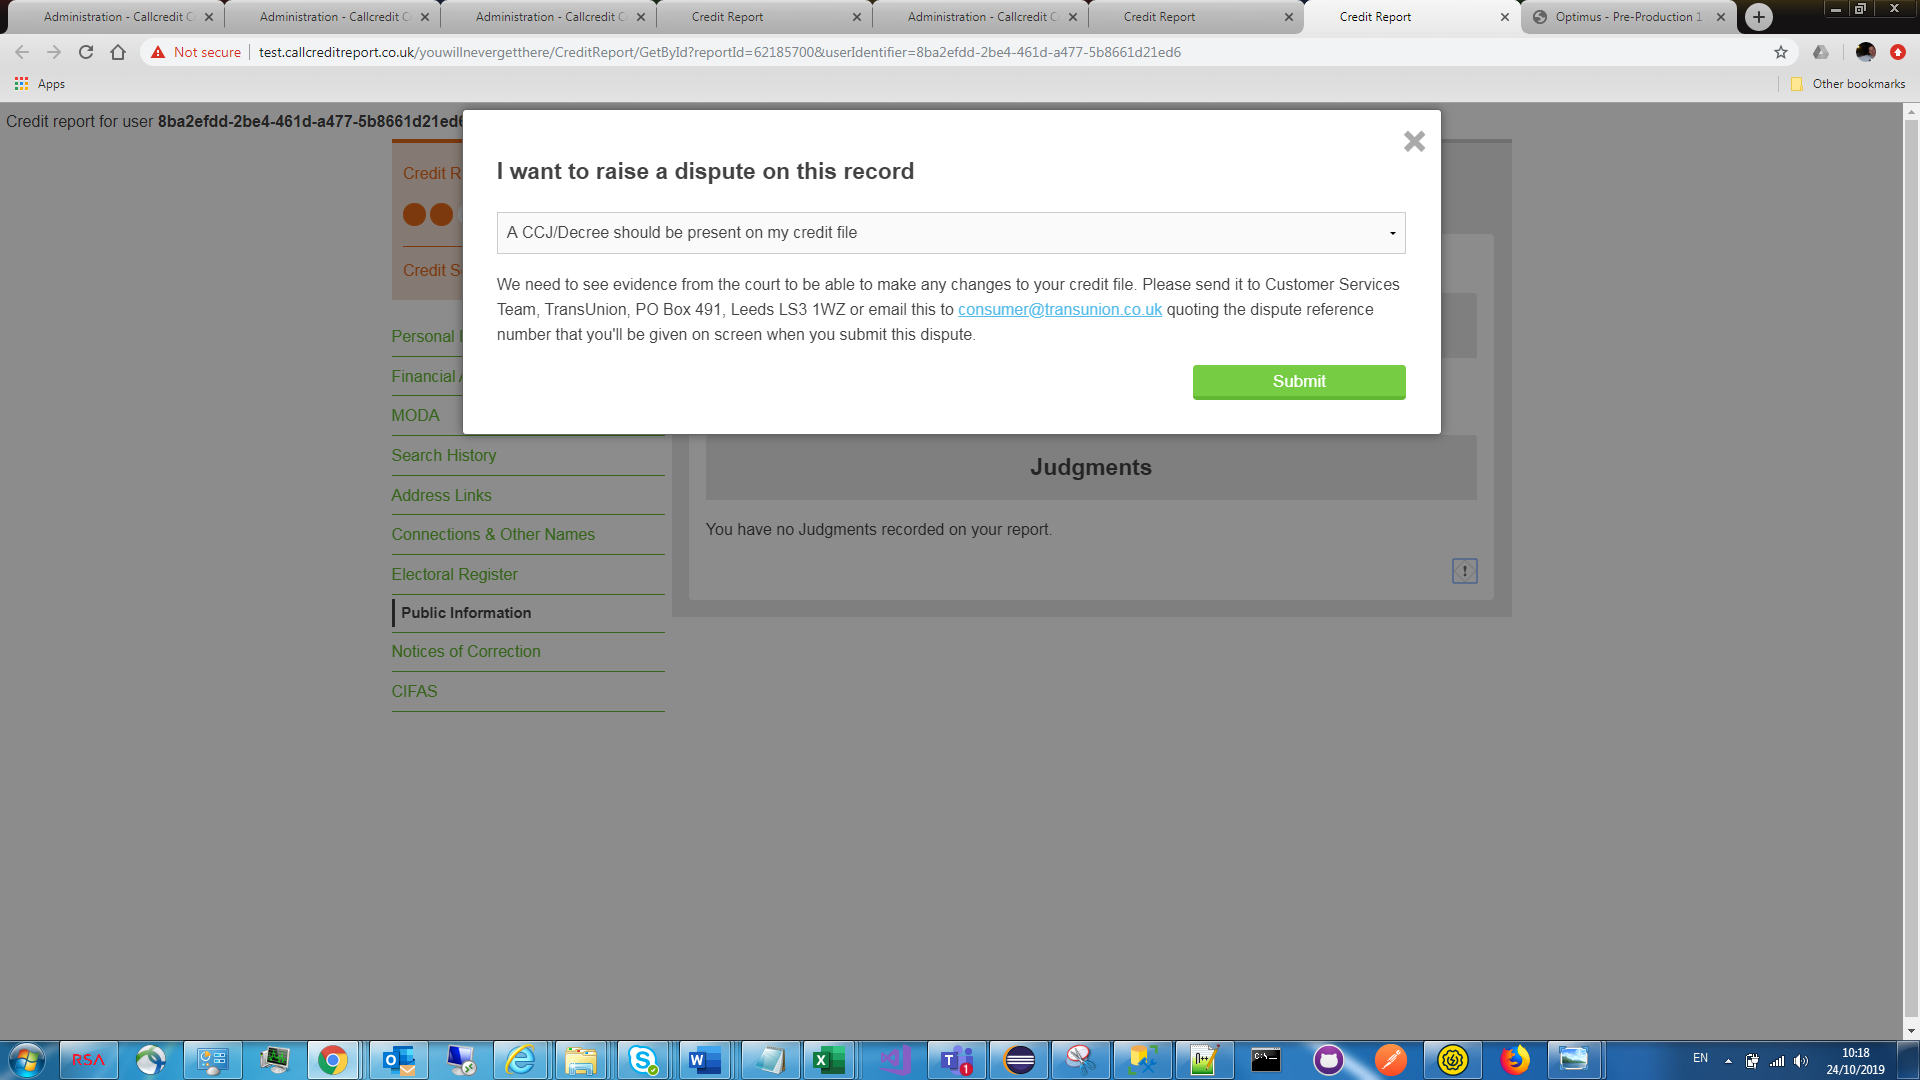 Administration - Callcredit C
Administration - Callcredit C
Administration - Callcredit C
Credit Report
Administration - Callcredit C
Credit Report
Credit Report
Optimus - Pre-Production 1
Not secure
test.callcreditreport.co.uk/youwillnevergetthere/CreditReport/GetById?reportId=62185700&userIdentifier=8ba2efdd-2be4-461d-a477-5b8661d21ed6
Apps
Other bookmarks
Credit report for user 8ba2efdd-2be4-461d-a477-5b8661d21ed6
I want to raise a dispute on this record
A CCJ/Decree should be present on my credit file
We need to see evidence from the court to be able to make any changes to your credit file. Please send it to Customer Services
Team, TransUnion, PO Box 491, Leeds LS3 1WZ or email this to consumer@transunion.co.uk quoting the dispute reference
number that you'll be given on screen when you submit this dispute.
Submit
Credit R
Credit S
Personal
Financial A
MODA
Search History
Address Links
Connections & Other Names
Electoral Register
Public Information
Notices of Correction
CIFAS
Judgments
You have no Judgments recorded on your report.
RSA
EN
10:18
24/10/2019